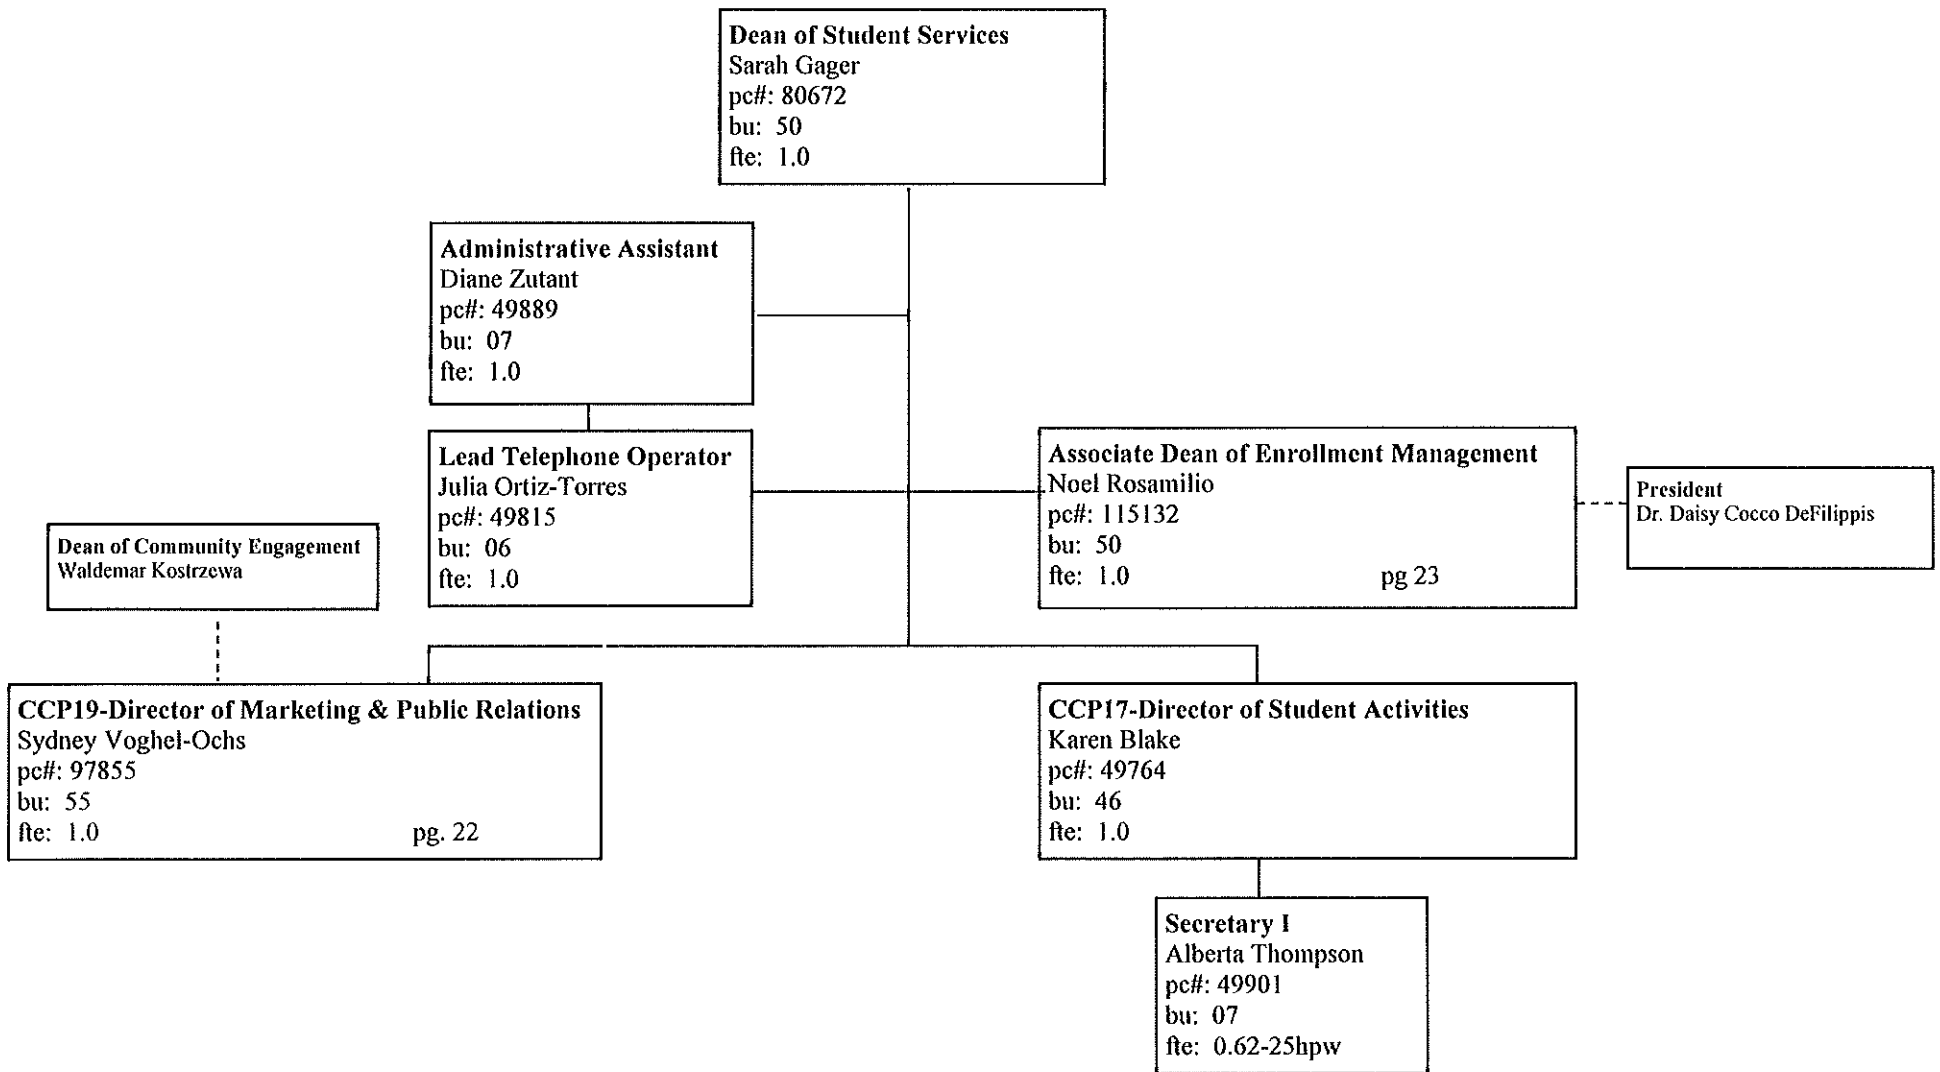 Dean of Student Services
Sarah Gager
pc#: 80672
bu: 50
fte: 1.0
Administrative Assistant
Diane Zutant
pc#: 49889
bu: 07
fte: 1.0
Lead Telephone Operator
Julia Ortiz-Torres
pc#: 49815
bu: 06
fte: 1.0
Associate Dean of Enrollment Management
Noel Rosamilio
pc#: 115132
bu: 50
fte: 1.0 pg 23
President
Dr. Daisy Cocco DeFilippis
Dean of Community Engagement
Waldemar Kostrzewa
CCP19-Director of Marketing & Public Relations
Sydney Voghel-Ochs
pc#: 97855
bu: 55
fte: 1.0 pg. 22
CCP17-Director of Student Activities
Karen Blake
pc#: 49764
bu: 46
fte: 1.0
Secretary I
Alberta Thompson
pc#: 49901
bu: 07
fte: 0.62-25hpw